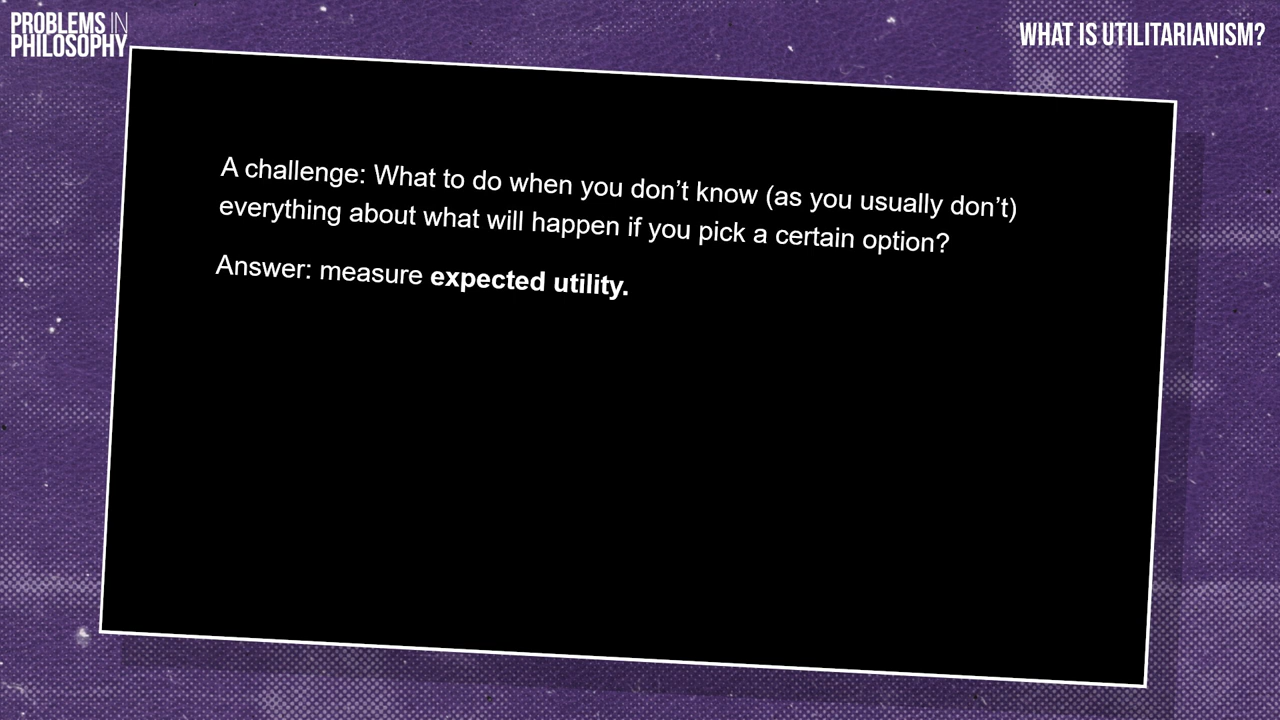 PROBLEMS IN
PHILOSOPHY
WHAT IS UTILITARIANISM?
A challenge: What to do when you don’t know (as you usually don’t)
everything about what will happen if you pick a certain option?
Answer: measure expected utility.